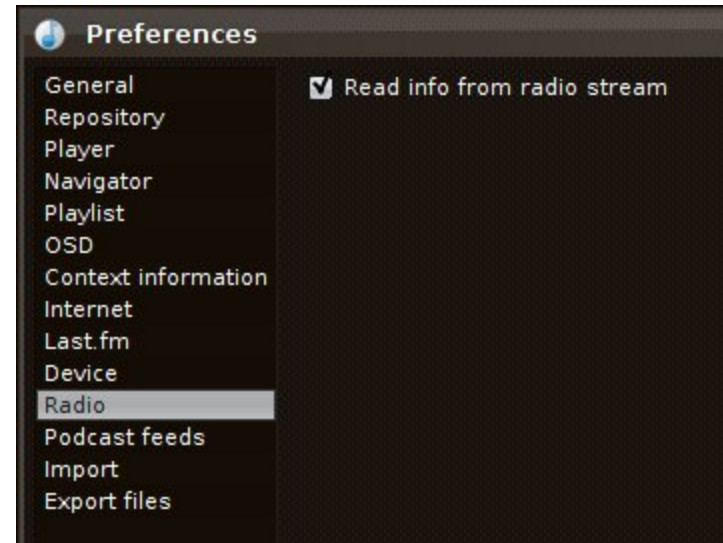 Preferences
General
Repository
Player
Navigator
Playlist
OSD
Context information
Internet
Last.fm
Device
Radio
Podcast feeds
Import
Export files
Read info from radio stream